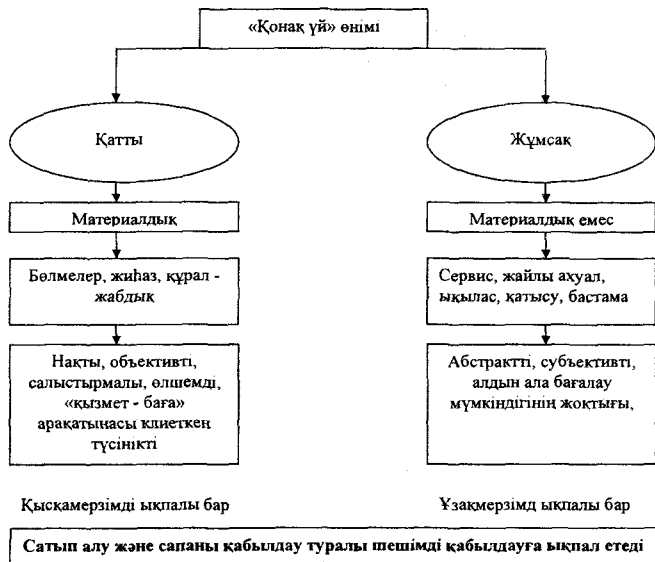 «Қонақ үй» өнімі
Қатты
Жұмсақ
Материалдық
Материалдық емес
Бөлмелер, жиһаз, құрал -
жабдық
Сервис, жайлы ахуал,
ықылас, қатысу, бастама
Нақты, объективті,
салыстырмалы, өлшемді,
«қызмет - баға»
арақатынасы клиеткең
түсінікті
Абстрактті, субъективті,
алдын ала бағалау
мүмкіндігінің жоқтығы,
Қысқамерзімді ықпалы бар
Ұзақмерзімд ықпалы бар
Сатып алу және сапаны қабылдау туралы шешімді қабылдауға ықпал етеді